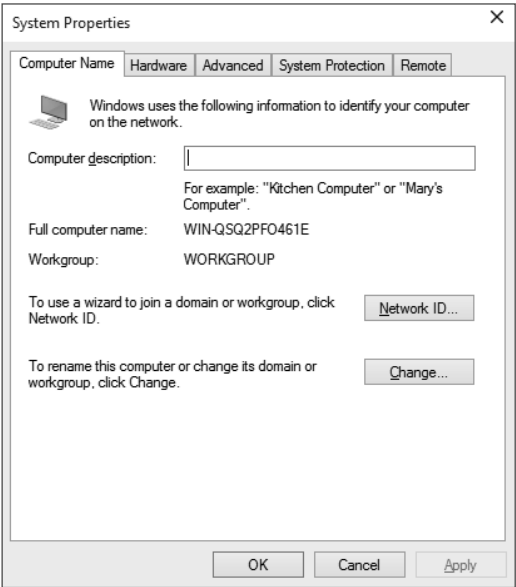 System Properties
Computer Name Hardware Advanced System Protection Remote
Windows uses the following information to identify your computer
on the network.
Computer description:
For example: "Kitchen Computer" or "Mary's
Computer".
Full computer name: WIN-QSQ2PFO461E
Workgroup: WORKGROUP
To use a wizard to join a domain or workgroup, click
Network ID.
Network ID...
To rename this computer or change its domain or
workgroup, click Change.
Change...
OK Cancel Apply